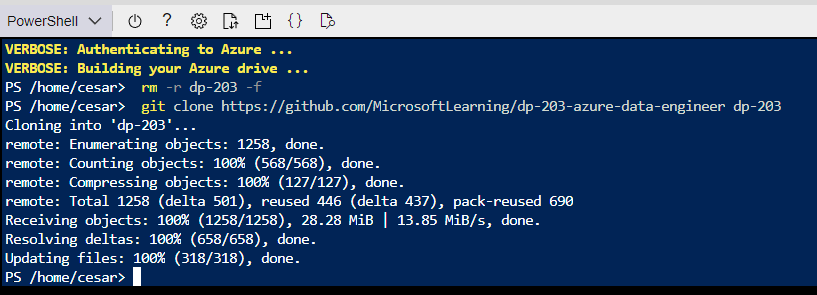 PowerShell
VERBOSE: Authenticating to Azure ...
VERBOSE: Building your Azure drive ...
PS /home/cesar> rm -r dp-203 -f
PS /home/cesar> git clone https://github.com/MicrosoftLearning/dp-203-azure-data-engineer dp-203
Cloning into 'dp-203'...
remote: Enumerating objects: 1258, done.
remote: Counting objects: 100% (568/568), done.
remote: Compressing objects: 100% (127/127), done.
remote: Total 1258 (delta 501), reused 446 (delta 437), pack-reused 690
Receiving objects: 100% (1258/1258), 28.28 MiB | 13.85 MiB/s, done.
Resolving deltas: 100% (658/658), done.
Updating files: 100% (318/318), done.
PS /home/cesar>